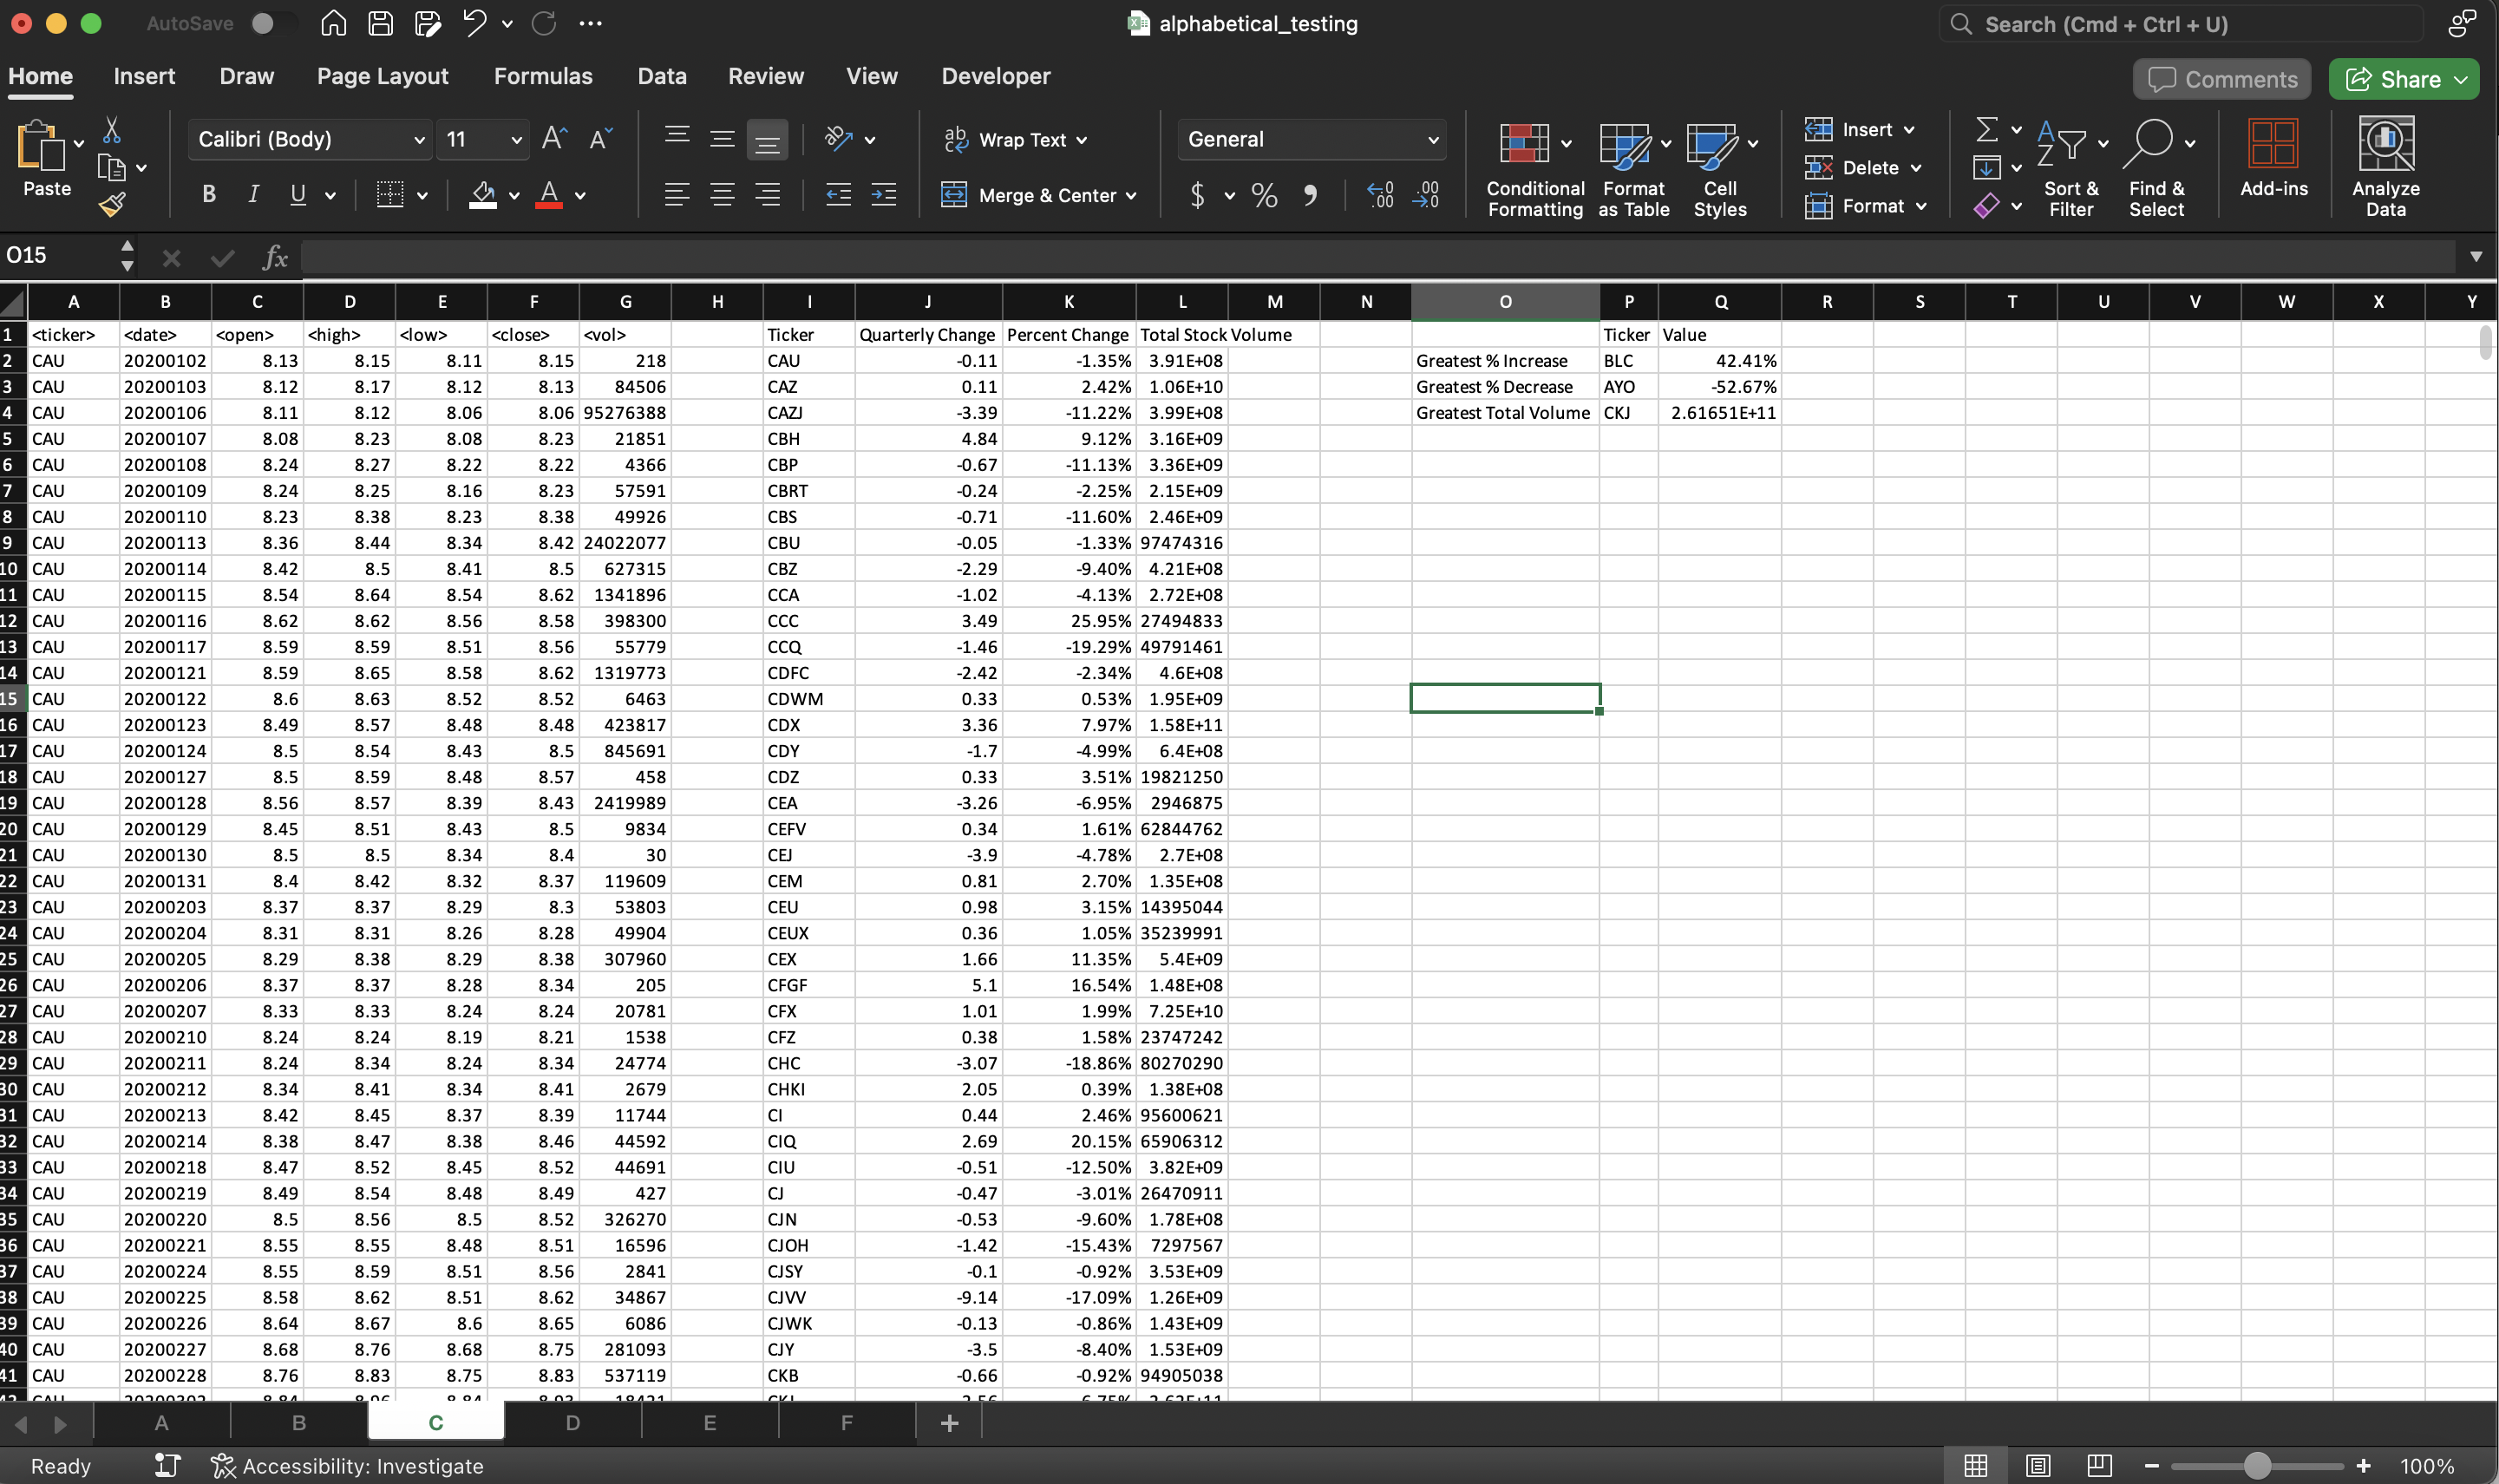 AutoSave alphabetical_testing Search (Cmd + Ctrl + U)
Home Insert Draw Page Layout Formulas Data Review View Developer Comments Share
Paste Calibri (Body) 11 Wrap Text General Insert
Delete
B I U Merge & Center $ % Conditional Formatting Format as Table Cell Styles Format Sort & Filter Find & Select Add-ins Analyze Data
O15 fx
A B C D E F G H I J K L M N O P Q R S T U V W X Y
1 <ticker> <date> <open> <high> <low> <close> <vol> Ticker Quarterly Change Percent Change Total Stock Volume Ticker Value
2 CAU 20200102 8.13 8.15 8.11 8.15 218 CAU -0.11 -1.35% 3.91E+08 Greatest % Increase BLC 42.41%
3 CAU 20200103 8.12 8.17 8.12 8.13 84506 CAZ 0.11 2.42% 1.06E+10 Greatest % Decrease AYO -52.67%
4 CAU 20200106 8.11 8.12 8.06 8.06 95276388 CAZJ -3.39 -11.22% 3.99E+08 Greatest Total Volume CKJ 2.61651E+11
5 CAU 20200107 8.08 8.23 8.08 8.23 21851 CBH 4.84 9.12% 3.16E+09
6 CAU 20200108 8.24 8.27 8.22 8.22 4366 CBP -0.67 -11.13% 3.36E+09
7 CAU 20200109 8.24 8.25 8.16 8.23 57591 CBRT -0.24 -2.25% 2.15E+09
8 CAU 20200110 8.23 8.38 8.23 8.38 49926 CBS -0.71 -11.60% 2.46E+09
9 CAU 20200113 8.36 8.44 8.34 8.42 24022077 CBU -0.05 -1.33% 97474316
10 CAU 20200114 8.42 8.5 8.41 8.5 627315 CBZ -2.29 -9.40% 4.21E+08
11 CAU 20200115 8.54 8.64 8.54 8.62 1341896 CCA -1.02 -4.13% 2.72E+08
12 CAU 20200116 8.62 8.62 8.56 8.58 398300 CCC 3.49 25.95% 27494833
13 CAU 20200117 8.59 8.59 8.51 8.56 55779 CCQ -1.46 -19.29% 49791461
14 CAU 20200121 8.59 8.65 8.58 8.62 1319773 CDFC -2.42 -2.34% 4.6E+08
15 CAU 20200122 8.6 8.63 8.52 8.52 6463 CDWM 0.33 0.53% 1.95E+09
16 CAU 20200123 8.49 8.57 8.48 8.48 423817 CDX 3.36 7.97% 1.58E+11
17 CAU 20200124 8.5 8.54 8.43 8.5 845691 CDY -1.7 -4.99% 6.4E+08
18 CAU 20200127 8.5 8.59 8.48 8.57 458 CDZ 0.33 3.51% 19821250
19 CAU 20200128 8.56 8.57 8.39 8.43 2419989 CEA -3.26 -6.95% 2946875
20 CAU 20200129 8.45 8.51 8.43 8.5 9834 CEFV 0.34 1.61% 62844762
21 CAU 20200130 8.5 8.5 8.34 8.4 30 CEJ -3.9 -4.78% 2.7E+08
22 CAU 20200131 8.4 8.42 8.32 8.37 119609 CEM 0.81 2.70% 1.35E+08
23 CAU 20200203 8.37 8.37 8.29 8.3 53803 CEU 0.98 3.15% 14395044
24 CAU 20200204 8.31 8.31 8.26 8.28 49904 CEUX 0.36 1.05% 35239991
25 CAU 20200205 8.29 8.38 8.29 8.38 307960 CEX 1.66 11.35% 5.4E+09
26 CAU 20200206 8.37 8.37 8.28 8.34 205 CFGF 5.1 16.54% 1.48E+08
27 CAU 20200207 8.33 8.33 8.24 8.24 20781 CFX 1.01 1.99% 7.25E+10
28 CAU 20200210 8.24 8.24 8.19 8.21 1538 CFZ 0.38 1.58% 23747242
29 CAU 20200211 8.24 8.34 8.24 8.34 24774 CHC -3.07 -18.86% 80270290
30 CAU 20200212 8.34 8.41 8.34 8.41 2679 CHKI 2.05 0.39% 1.38E+08
31 CAU 20200213 8.42 8.45 8.37 8.39 11744 CI 0.44 2.46% 95600621
32 CAU 20200214 8.38 8.47 8.38 8.46 44592 CIQ 2.69 20.15% 65906312
33 CAU 20200218 8.47 8.52 8.45 8.52 44691 CIU -0.51 -12.50% 3.82E+09
34 CAU 20200219 8.49 8.54 8.48 8.49 427 CJ -0.47 -3.01% 26470911
35 CAU 20200220 8.5 8.56 8.5 8.52 326270 CJN -0.53 -9.60% 1.78E+08
36 CAU 20200221 8.55 8.55 8.48 8.51 16596 CJOH -1.42 -15.43% 7297567
37 CAU 20200224 8.55 8.59 8.51 8.56 2841 CJSY -0.1 -0.92% 3.53E+09
38 CAU 20200225 8.58 8.62 8.51 8.62 34867 CJVV -9.14 -17.09% 1.26E+09
39 CAU 20200226 8.64 8.67 8.6 8.65 6086 CJWK -0.13 -0.86% 1.43E+09
40 CAU 20200227 8.68 8.76 8.68 8.75 281093 CJY -3.5 -8.40% 1.53E+09
41 CAU 20200228 8.76 8.83 8.75 8.83 537119 CKB -0.66 -0.92% 94905038
A B C D E F +
Ready Accessibility: Investigate 100%